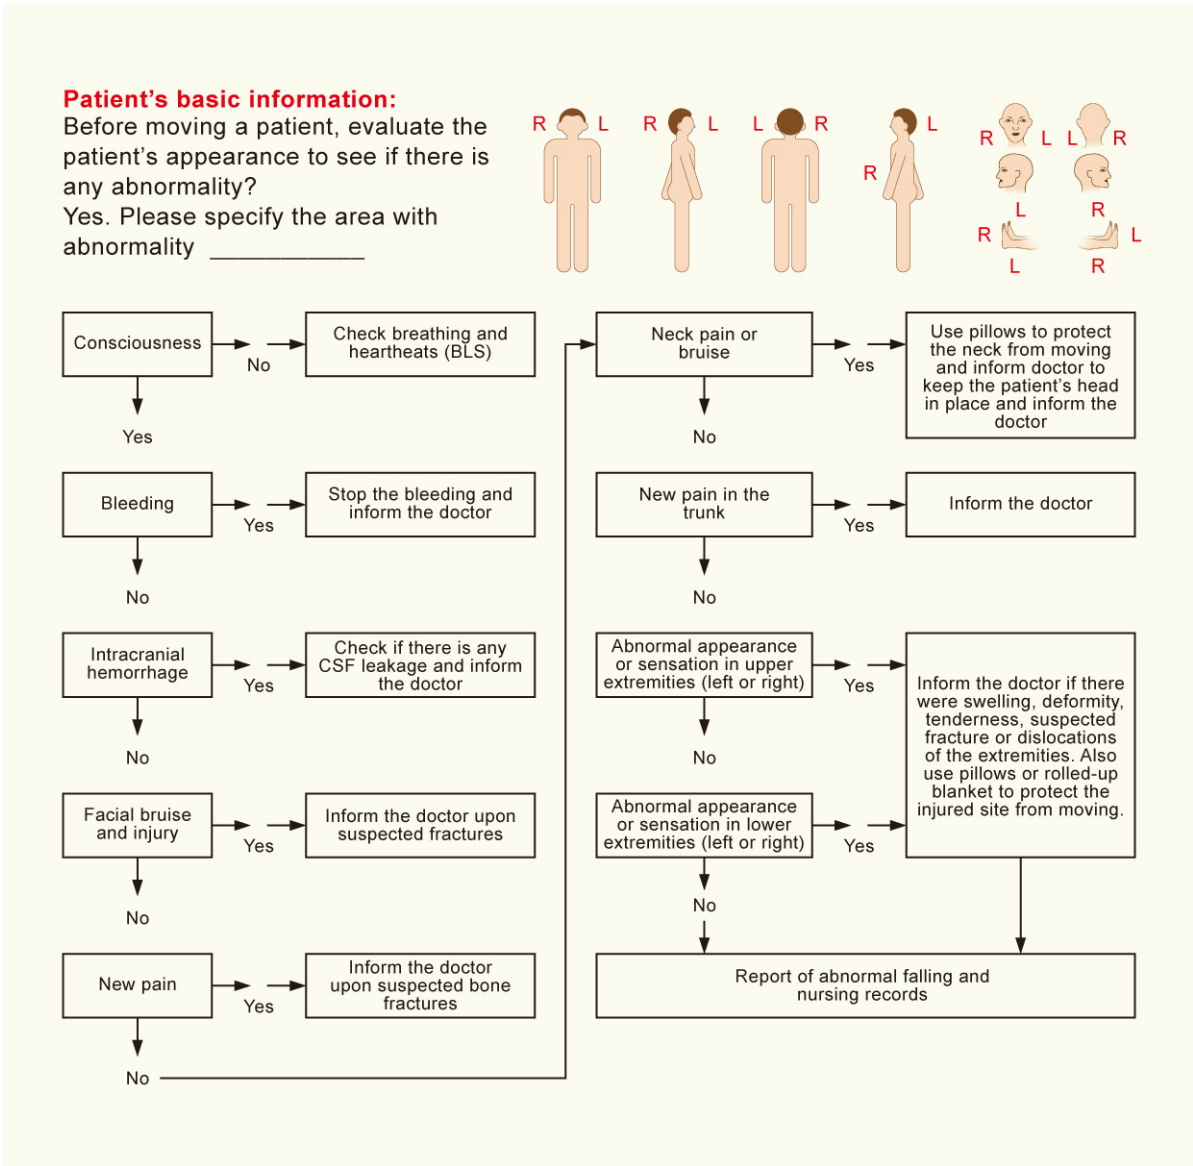 Patient’s basic information:
Before moving a patient, evaluate the
patient’s appearance to see if there is
any abnormality?
Yes. Please specify the area with
abnormality ___________
R L R L L R L
R
R L L R
L R
R L
L R
Consciousness
No
Check breathing and
heartheats (BLS)
Yes
Bleeding
Yes
Stop the bleeding and
inform the doctor
No
Intracranial
hemorrhage
Yes
Check if there is any
CSF leakage and inform
the doctor
No
Facial bruise
and injury
Yes
Inform the doctor upon
suspected fractures
No
New pain
Yes
Inform the doctor
upon suspected bone
fractures
No
Neck pain or
bruise
Yes
Use pillows to protect
the neck from moving
and inform doctor to
keep the patient’s head
in place and inform the
doctor
No
New pain in the
trunk
Yes
Inform the doctor
No
Abnormal appearance
or sensation in upper
extremities (left or right)
Yes
No
Abnormal appearance
or sensation in lower
extremities (left or right)
Yes
Inform the doctor if there
were swelling, deformity,
tenderness, suspected
fracture or dislocations
of the extremities. Also
use pillows or rolled-up
blanket to protect the
injured site from moving.
No
Report of abnormal falling and
nursing records